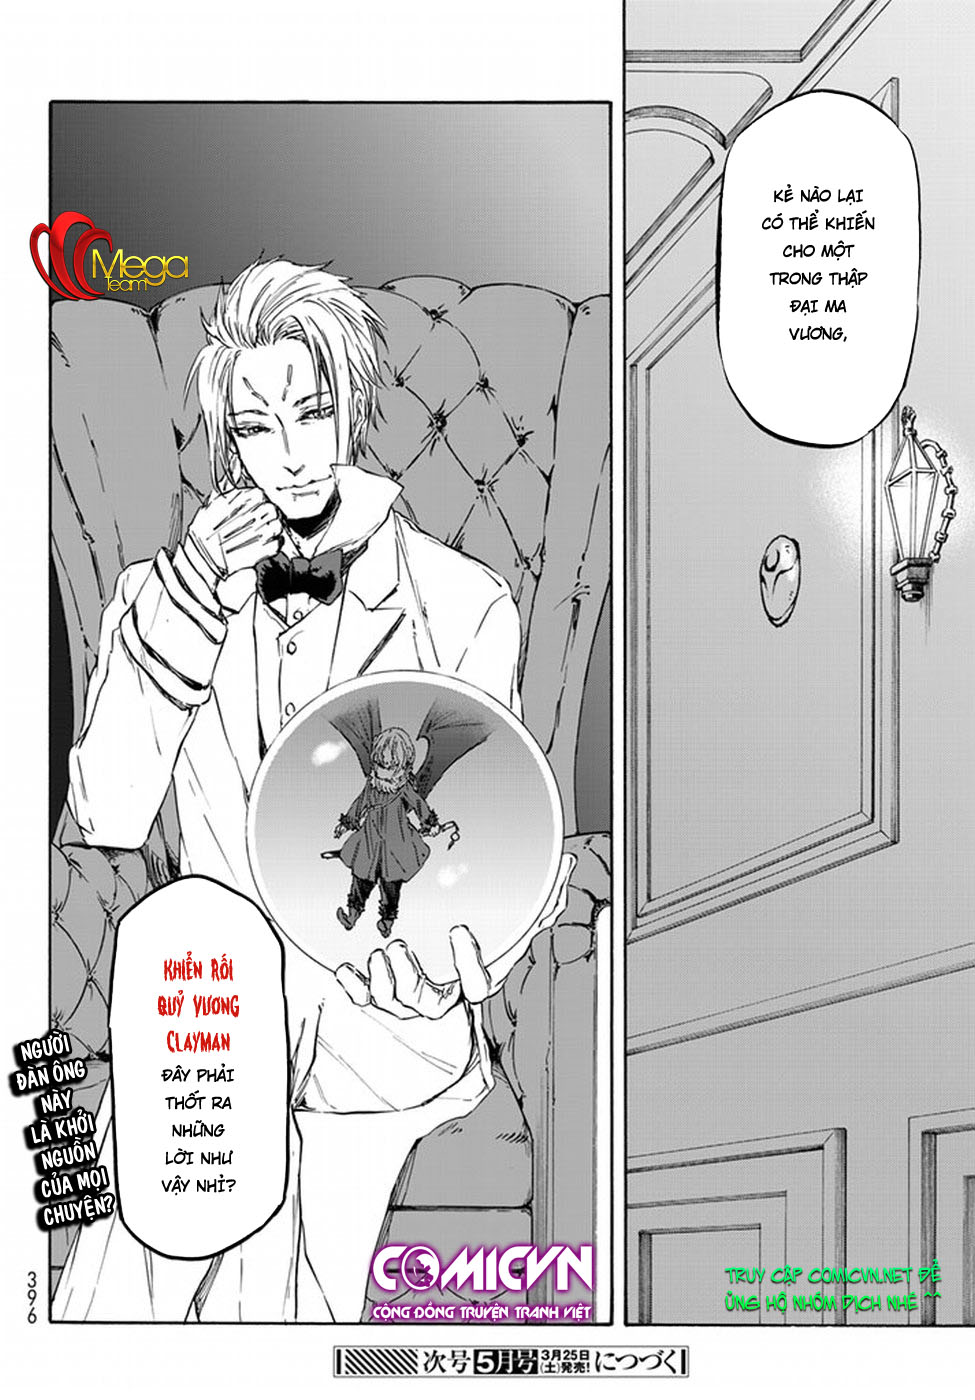 KẺ NÀO LẠI
CÓ THỂ KHIẾN
CHO MỘT
TRONG THẬP
ĐẠI MA
VƯƠNG,
Mega
Team
KHIỂN RỐI
QUỶ VƯƠNG
CLAYMAN
ĐÂY PHẢI
THỐT RA
NHỮNG
LỜI NHƯ
VẬY NHỈ?
NGƯỜI
ĐÀN ÔNG
NÀY
LÀ KHỞI
NGUỒN
CỦA MỌI
CHUYỆN?
396
COMICVN
CỘNG ĐỒNG TRUYỆN TRANH VIỆT
TRUY CẬP COMICVN.NET ĐỂ
ỦNG HỘ NHÓM DỊCH NHÉ ^^
次号5月号3月25日(土)発売!につづく